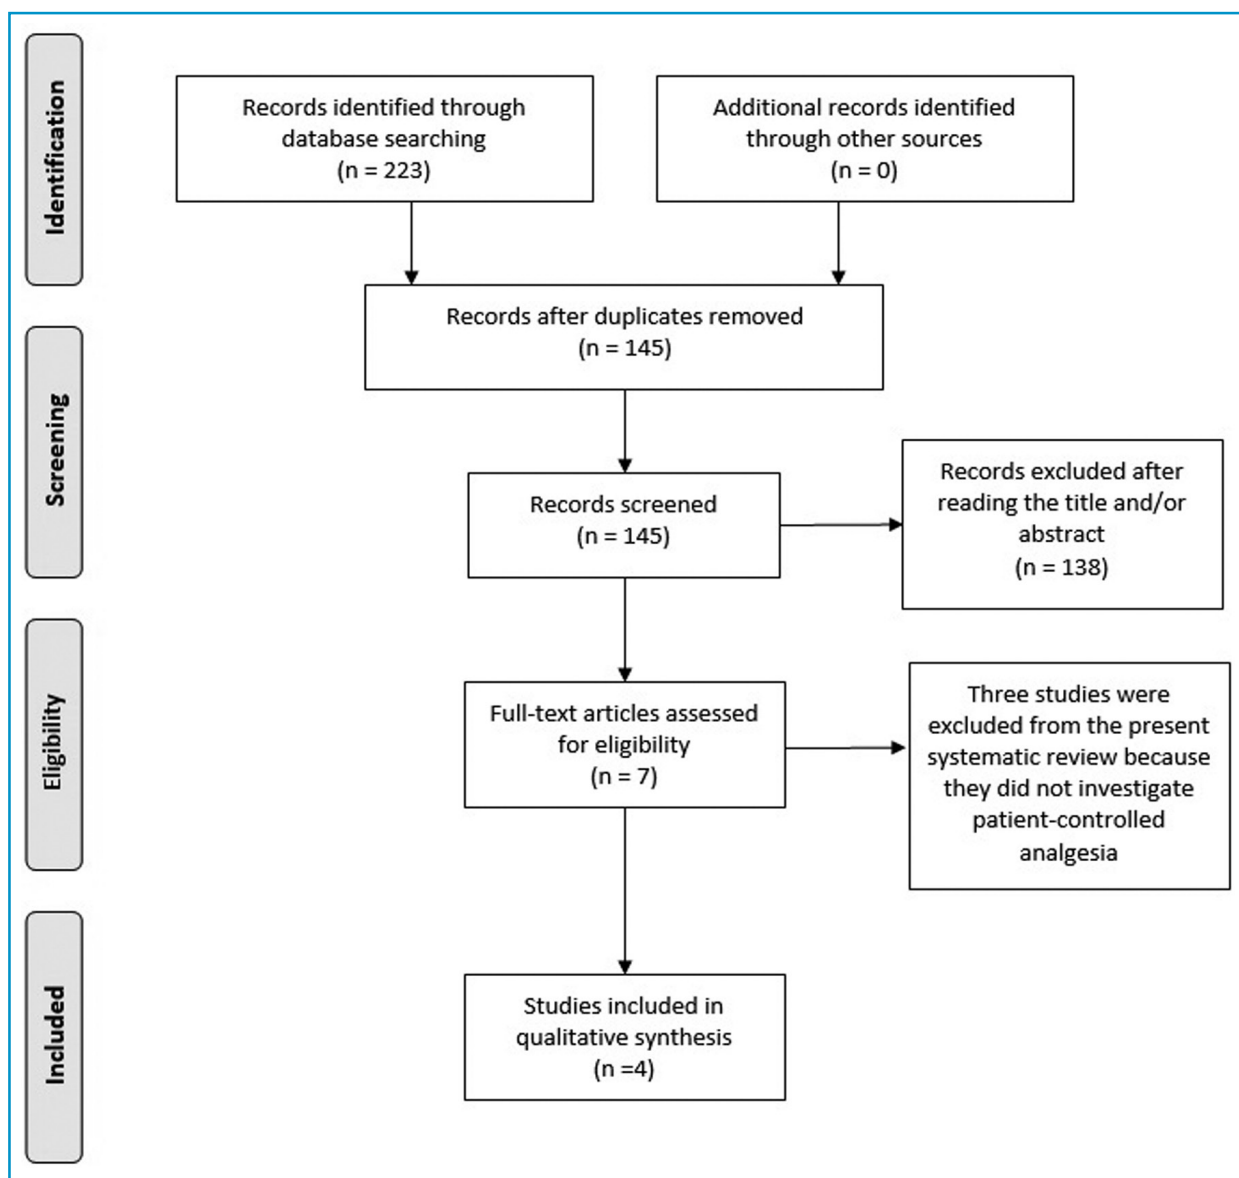 Identification
Records identified through
database searching
(n = 223)
Additional records identified
through other sources
(n = 0)
Records after duplicates removed
(n = 145)
Screening
Records screened
(n = 145)
Records excluded after
reading the title and/or
abstract
(n = 138)
Eligibility
Full-text articles assessed
for eligibility
(n = 7)
Three studies were
excluded from the present
systematic review because
they did not investigate
patient-controlled
analgesia
Included
Studies included in
qualitative synthesis
(n =4)